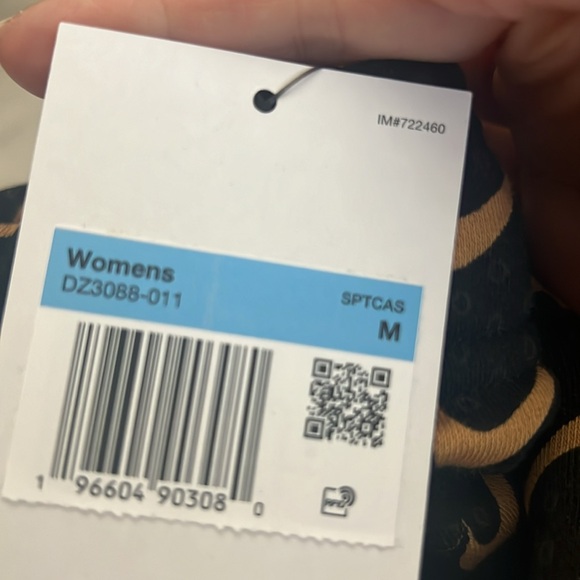 IM#722460
Womens
DZ3088-011
SPTCAS
M
1 96604 90308 0